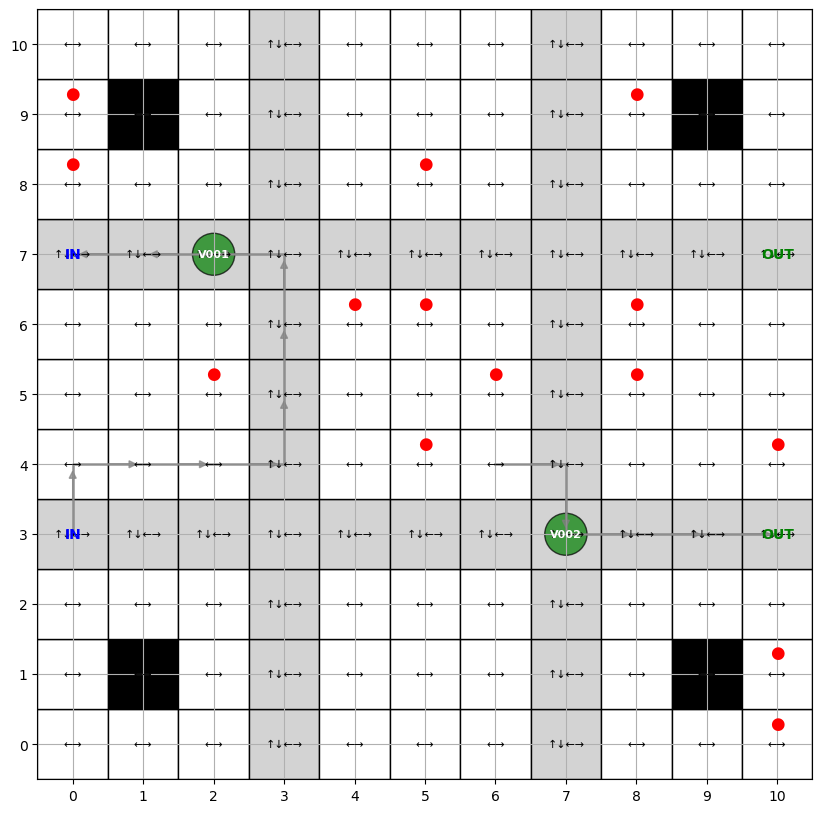 10 ←→ ←→ ←→ ↑↓←→ ←→ ←→ ←→ ↑↓←→ ←→ ←→ ←→
9 ←→ ←→ ↑↓←→ ←→ ←→ ←→ ↑↓←→ ←→ ←→
8 ←→ ←→ ←→ ↑↓←→ ←→ ←→ ←→ ↑↓←→ ←→ ←→ ←→
7 IN ↑↓←→ V001 ↑↓←→ ↑↓←→ ↑↓←→ ↑↓←→ ↑↓←→ ↑↓←→ ↑↓←→ OUT
6 ←→ ←→ ←→ ↑↓←→ ←→ ←→ ←→ ↑↓←→ ←→ ←→ ←→
5 ←→ ←→ ←→ ↑↓←→ ←→ ←→ ←→ ↑↓←→ ←→ ←→ ←→
4 ←→ ←→ ←→ ↑↓←→ ←→ ←→ ←→ ↑↓←→ ←→ ←→ ←→
3 IN ↑↓←→ ↑↓←→ ↑↓←→ ↑↓←→ ↑↓←→ ↑↓←→ V002 ↑↓←→ ↑↓←→ OUT
2 ←→ ←→ ←→ ↑↓←→ ←→ ←→ ←→ ↑↓←→ ←→ ←→ ←→
1 ←→ ←→ ↑↓←→ ←→ ←→ ←→ ↑↓←→ ←→ ←→
0 ←→ ←→ ←→ ↑↓←→ ←→ ←→ ←→ ↑↓←→ ←→ ←→ ←→
0 1 2 3 4 5 6 7 8 9 10